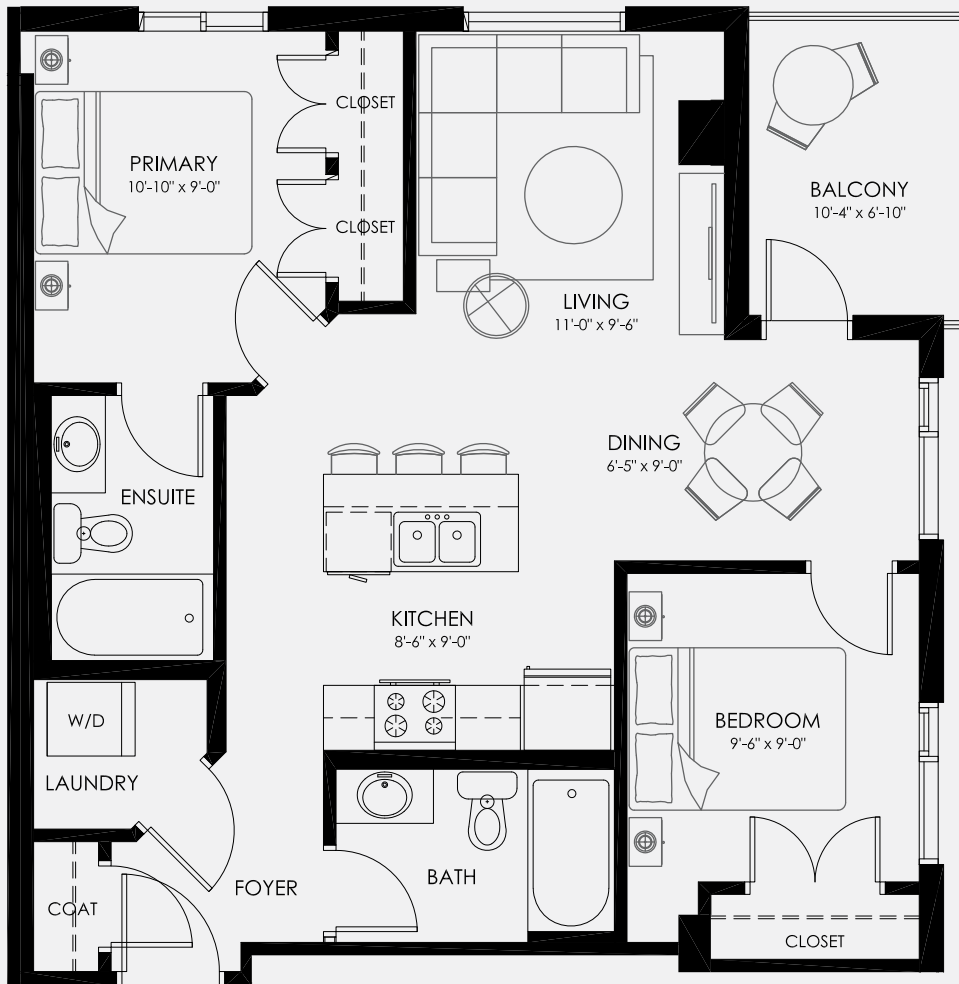 CLOSET
PRIMARY
10'-10" x 9'-0"
BALCONY
10'-4" x 6'-10"
CLOSET
LIVING
11'-0" x 9'-6"
DINING
6'-5" x 9'-0"
ENSUITE
KITCHEN
8'-6" x 9'-0"
W/D
BEDROOM
9'-6" x 9'-0"
LAUNDRY
BATH
FOYER
COAT
CLOSET